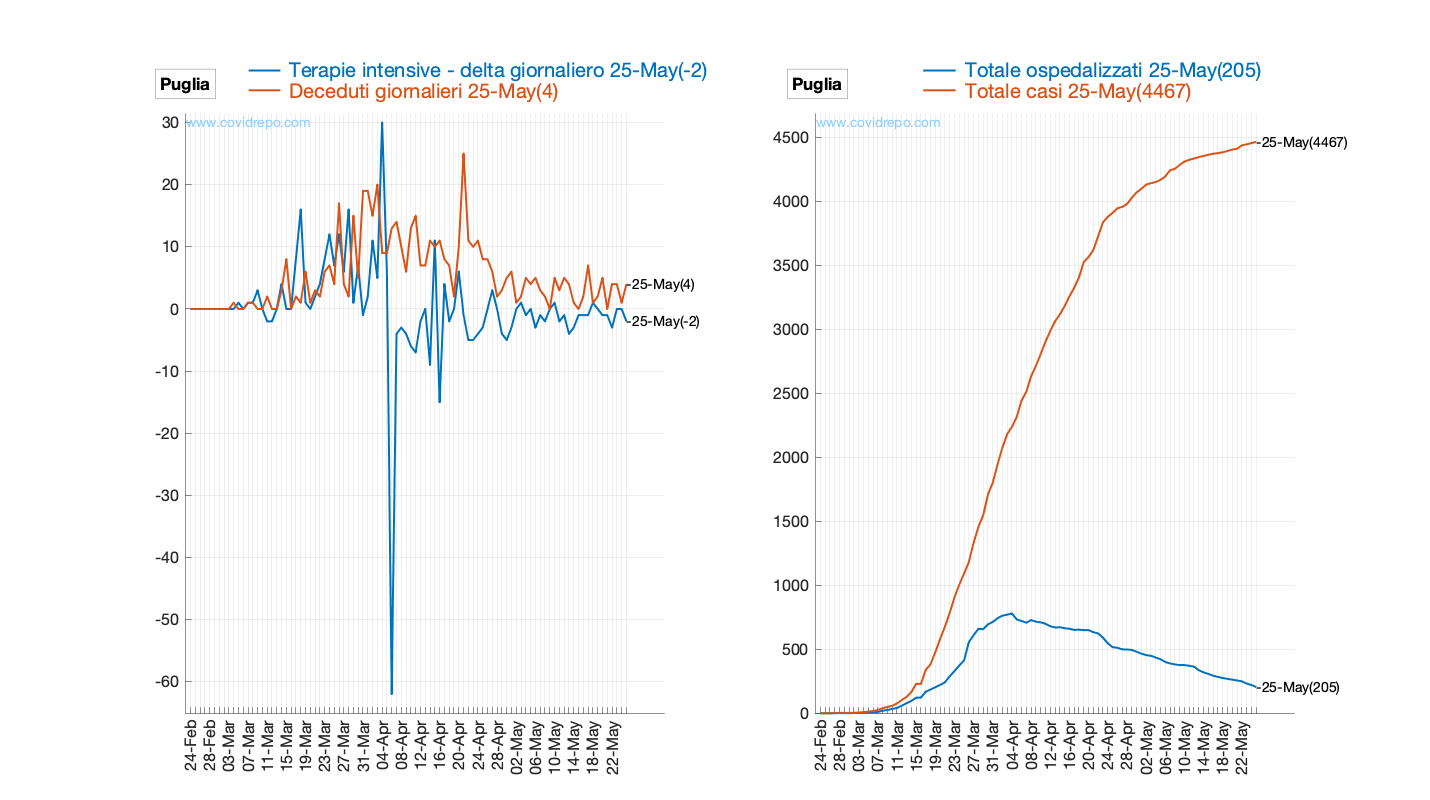 Puglia
Terapie intensive - delta giornaliero 25-May(-2)
Deceduti giornalieri 25-May(4)
www.covidrepo.com
30
20
10
0
-10
-20
-30
-40
-50
-60
25-May(4)
25-May(-2)
24-Feb
28-Feb
03-Mar
07-Mar
11-Mar
15-Mar
19-Mar
23-Mar
27-Mar
31-Mar
04-Apr
08-Apr
12-Apr
16-Apr
20-Apr
24-Apr
28-Apr
02-May
06-May
10-May
14-May
18-May
22-May
Puglia
Totale ospedalizzati 25-May(205)
Totale casi 25-May(4467)
www.covidrepo.com
4500
4000
3500
3000
2500
2000
1500
1000
500
0
25-May(4467)
25-May(205)
24-Feb
28-Feb
03-Mar
07-Mar
11-Mar
15-Mar
19-Mar
23-Mar
27-Mar
31-Mar
04-Apr
08-Apr
12-Apr
16-Apr
20-Apr
24-Apr
28-Apr
02-May
06-May
10-May
14-May
18-May
22-May